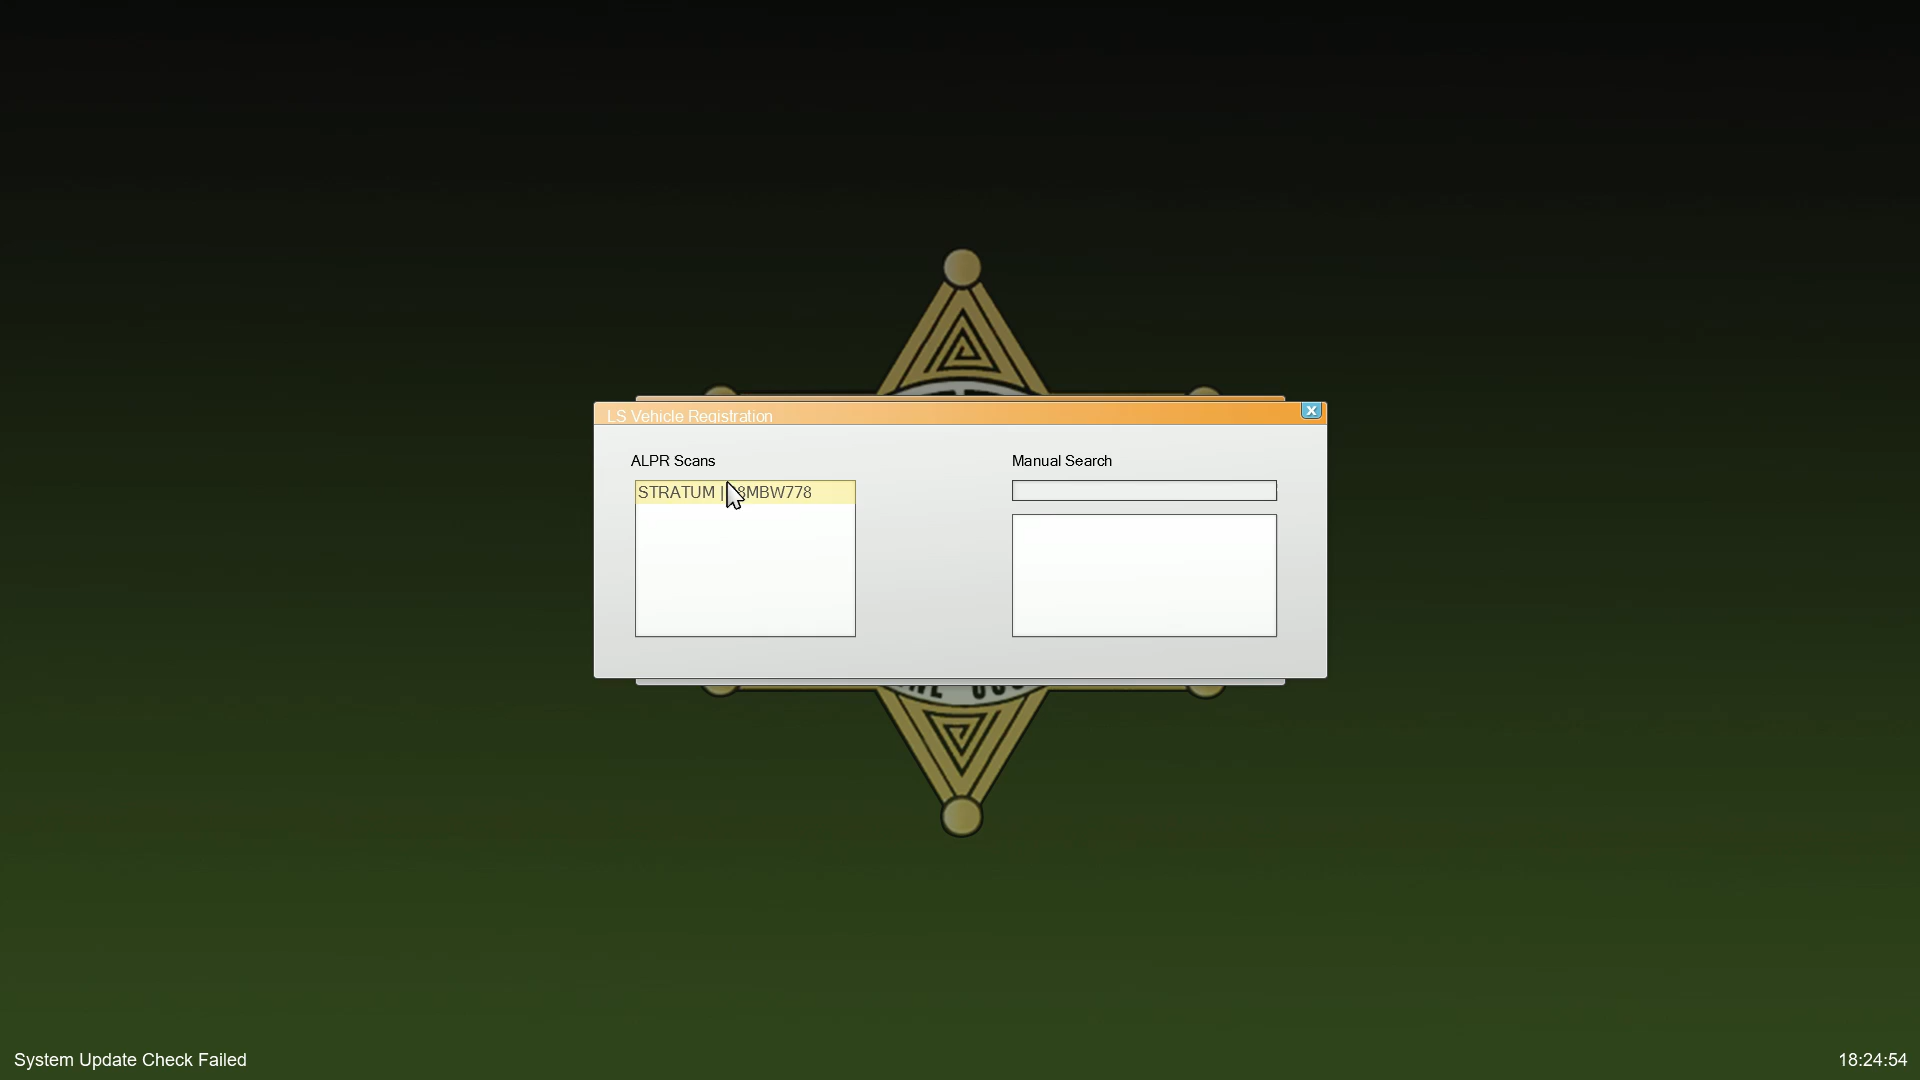 LS Vehicle Registration
ALPR Scans
Manual Search
STRATUM |
System Update Check Failed
18:24:54